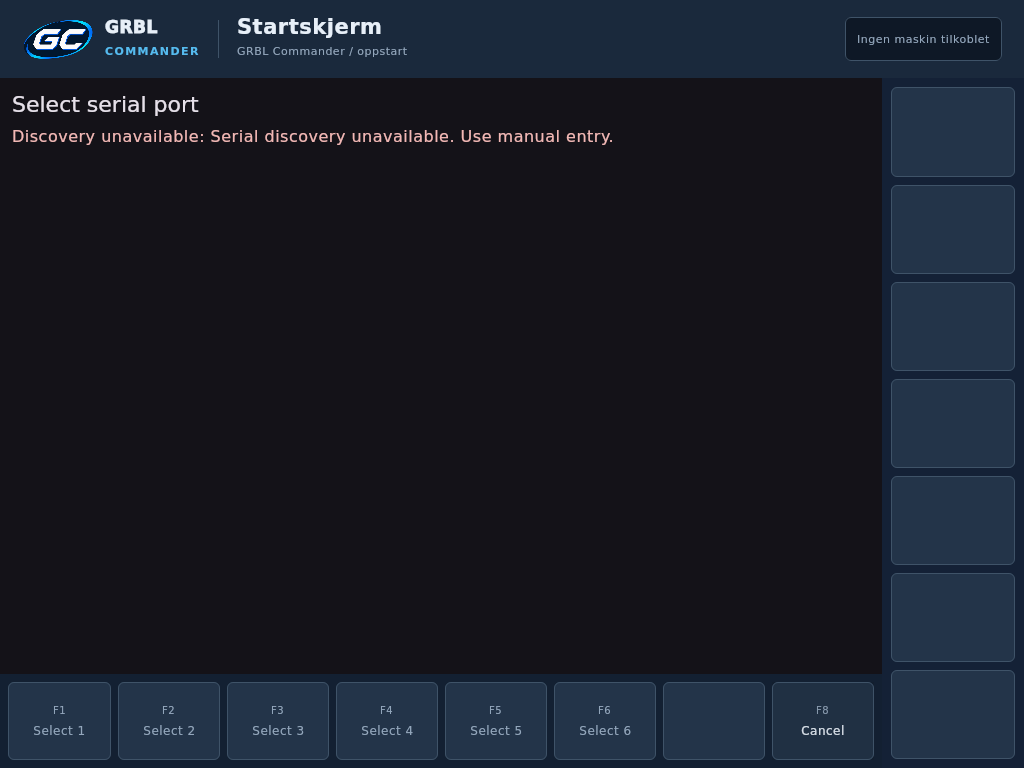 GC
GRBL
COMMANDER
Startskjerm
GRBL Commander / oppstart
Ingen maskin tilkoblet
Select serial port
Discovery unavailable: Serial discovery unavailable. Use manual entry.
F1
Select 1
F2
Select 2
F3
Select 3
F4
Select 4
F5
Select 5
F6
Select 6
F8
Cancel